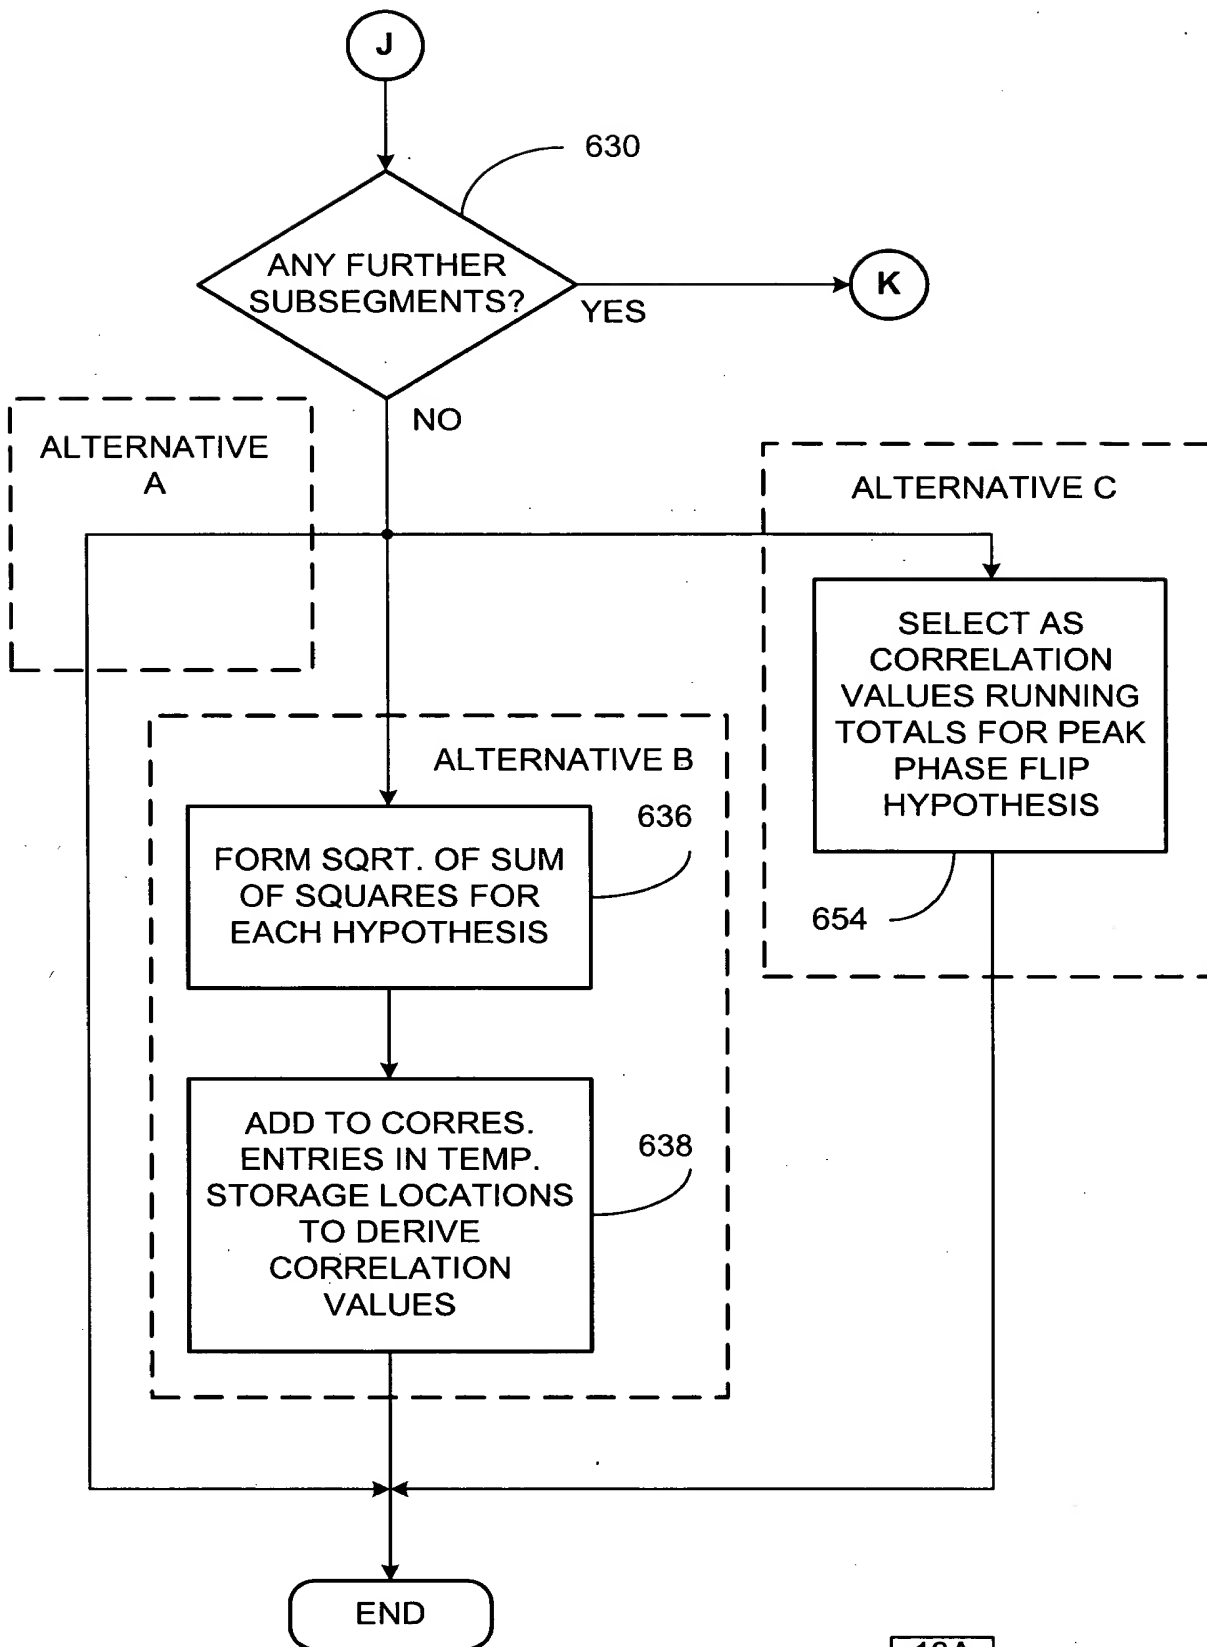 J
630
ANY FURTHER
SUBSEGMENTS?
YES
K
NO
ALTERNATIVE
A
ALTERNATIVE C
SELECT AS
CORRELATION
VALUES RUNNING
TOTALS FOR PEAK
PHASE FLIP
HYPOTHESIS
654
ALTERNATIVE B
636
FORM SQRT. OF SUM
OF SQUARES FOR
EACH HYPOTHESIS
638
ADD TO CORRES.
ENTRIES IN TEMP.
STORAGE LOCATIONS
TO DERIVE
CORRELATION
VALUES
END